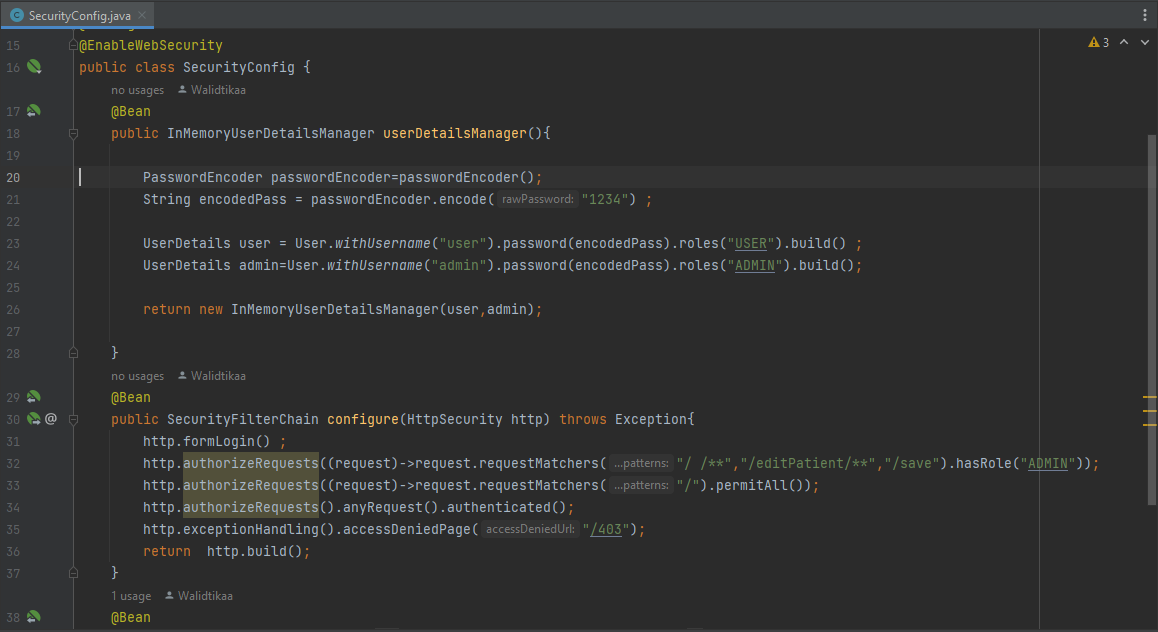 SecurityConfig.java
3
15 @EnableWebSecurity
16 public class SecurityConfig {
no usages Walidtikaa
17 @Bean
18 public InMemoryUserDetailsManager userDetailsManager(){
19
20 PasswordEncoder passwordEncoder=passwordEncoder();
21 String encodedPass = passwordEncoder.encode( rawPassword: "1234") ;
22
23 UserDetails user = User.withUsername("user").password(encodedPass).roles("USER").build() ;
24 UserDetails admin=User.withUsername("admin").password(encodedPass).roles("ADMIN").build();
25
26 return new InMemoryUserDetailsManager(user,admin);
27
28 }
no usages Walidtikaa
29 @Bean
30 @ public SecurityFilterChain configure(HttpSecurity http) throws Exception{
31 http.formLogin() ;
32 http.authorizeRequests((request)->request.requestMatchers( ...patterns: "/ /**","/editPatient/**","/save").hasRole("ADMIN"));
33 http.authorizeRequests((request)->request.requestMatchers( ...patterns: "/").permitAll());
34 http.authorizeRequests().anyRequest().authenticated();
35 http.exceptionHandling().accessDeniedPage( accessDeniedUrl: "/403");
36 return  http.build();
37 }
1 usage Walidtikaa
38 @Bean